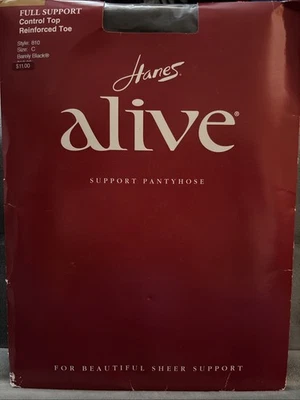 FULL SUPPORT
Control Top
Reinforced Toe
Style: 810
Size: C
Barely Black®
$11.00
Hanes®
alive®
SUPPORT PANTYHOSE
FOR BEAUTIFUL SHEER SUPPORT